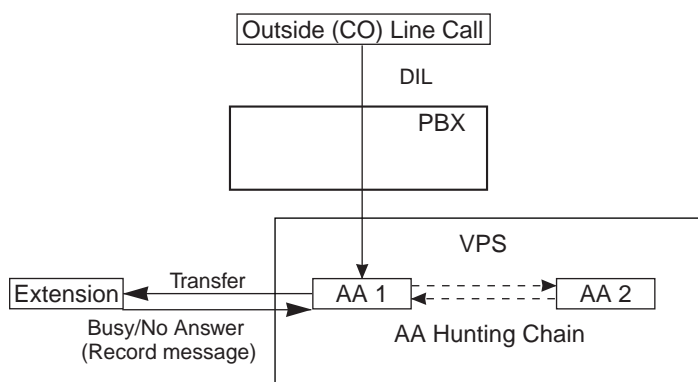 Outside (CO) Line Call
DIL
PBX
VPS
Transfer
Extension
AA 1
AA 2
Busy/No Answer
(Record message)
AA Hunting Chain